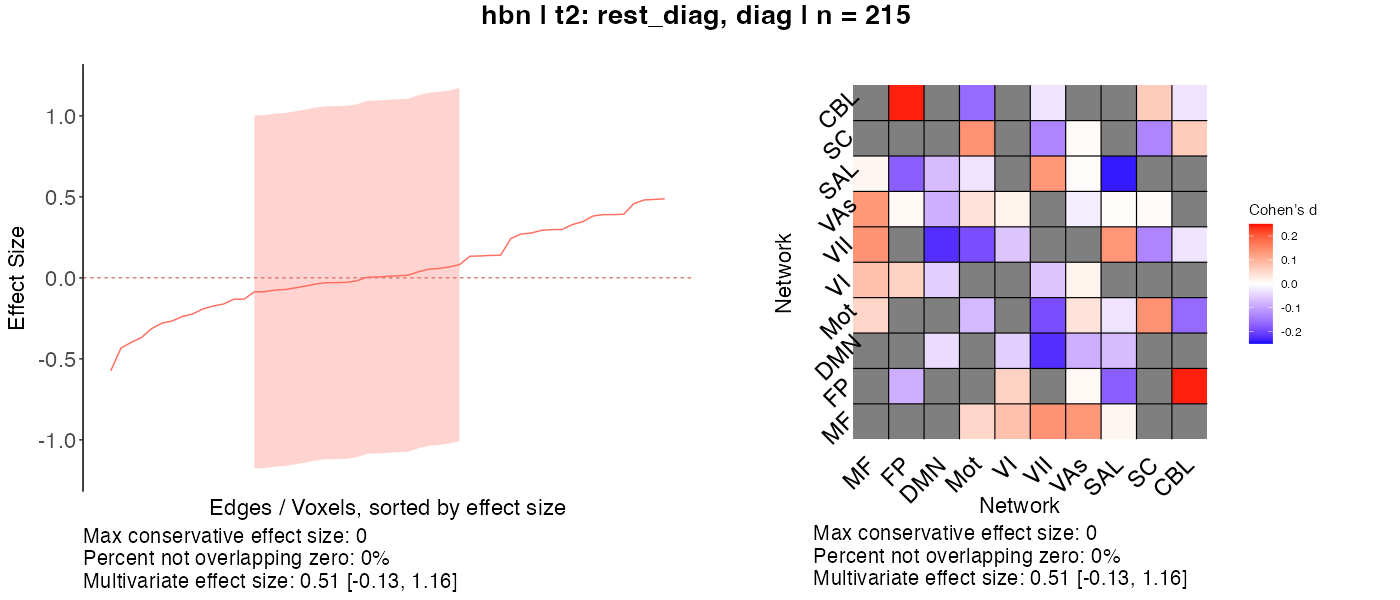 hbn | t2: rest_diag, diag | n = 215
Effect Size
1.0
0.5
0.0
-0.5
-1.0
Edges / Voxels, sorted by effect size
Max conservative effect size: 0
Percent not overlapping zero: 0%
Multivariate effect size: 0.51 [-0.13, 1.16]
Network
CBL
SC
SAL
VAs
VII
VI
Mot
DMN
FP
MF
MF
FP
DMN
Mot
VI
VII
VAs
SAL
SC
CBL
Network
Max conservative effect size: 0
Percent not overlapping zero: 0%
Multivariate effect size: 0.51 [-0.13, 1.16]
Cohen's d
0.2
0.1
0.0
-0.1
-0.2